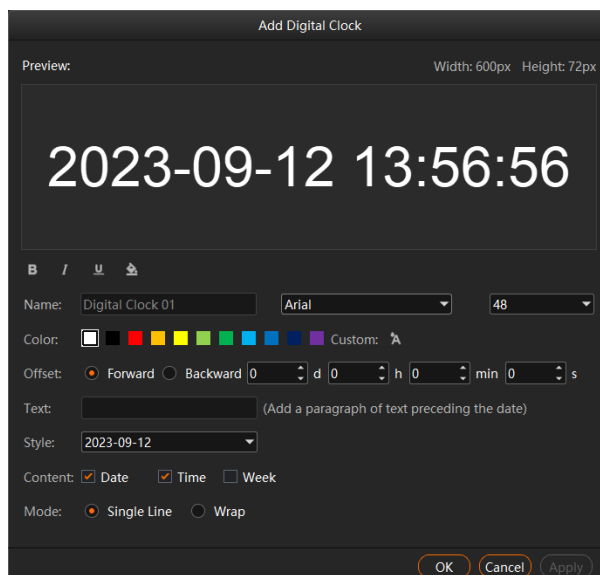 Add Digital Clock
Preview: Width: 600px Height: 72px
2023-09-12 13:56:56
B I U
Name: Digital Clock 01 Arial 48
Color: Custom: A
Offset: Forward Backward 0 d 0 h 0 min 0 s
Text: (Add a paragraph of text preceding the date)
Style: 2023-09-12
Content: Date Time Week
Mode: Single Line Wrap
OK Cancel Apply